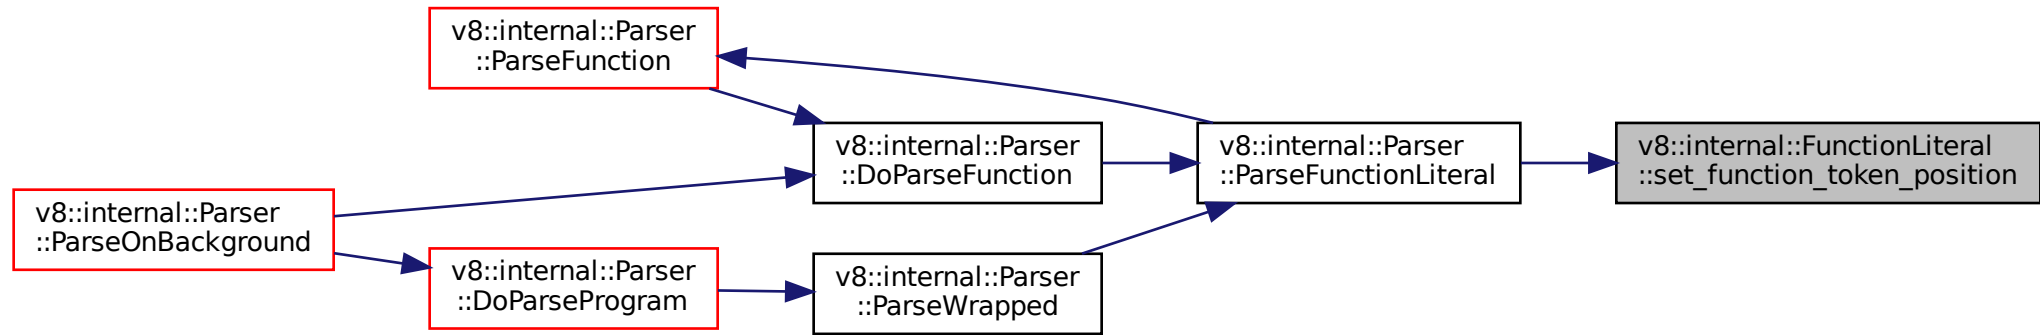 v8::internal::Parser
::ParseFunction
v8::internal::Parser
::DoParseFunction
v8::internal::Parser
::ParseFunctionLiteral
v8::internal::FunctionLiteral
::set_function_token_position
v8::internal::Parser
::ParseOnBackground
v8::internal::Parser
::DoParseProgram
v8::internal::Parser
::ParseWrapped